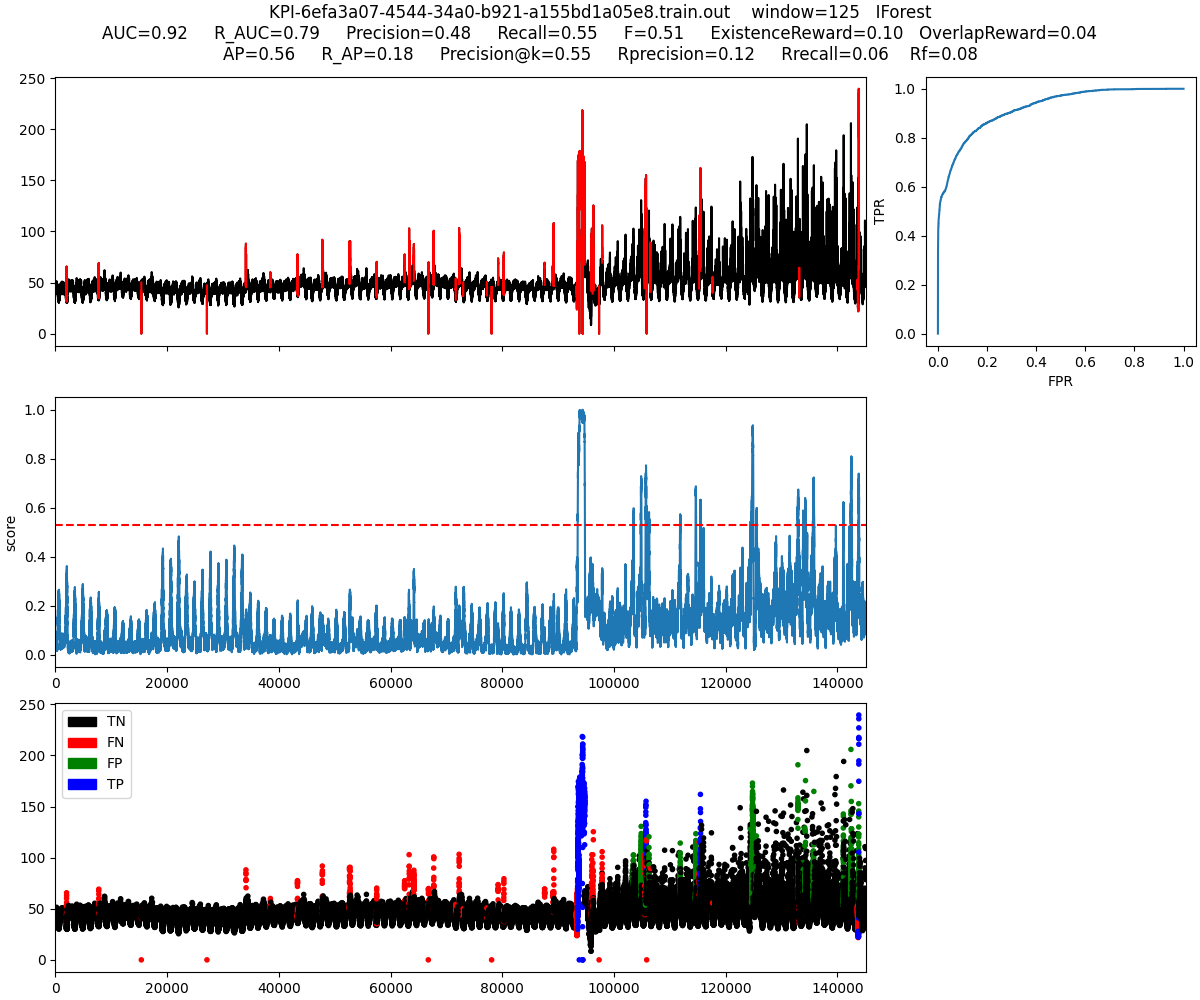 KPI-6efa3a07-4544-34a0-b921-a155bd1a05e8.train.out window=125 IForest
AUC=0.92 R_AUC=0.79 Precision=0.48 Recall=0.55 F=0.51 ExistenceReward=0.10 OverlapReward=0.04
AP=0.56 R_AP=0.18 Precision@k=0.55 Rprecision=0.12 Rrecall=0.06 Rf=0.08
250
200
150
100
50
0
TPR
1.0
0.8
0.6
0.4
0.2
0.0
0.0 0.2 0.4 0.6 0.8 1.0
FPR
score
1.0
0.8
0.6
0.4
0.2
0.0
0 20000 40000 60000 80000 100000 120000 140000
250
200
150
100
50
0
TN
FN
FP
TP
0 20000 40000 60000 80000 100000 120000 140000